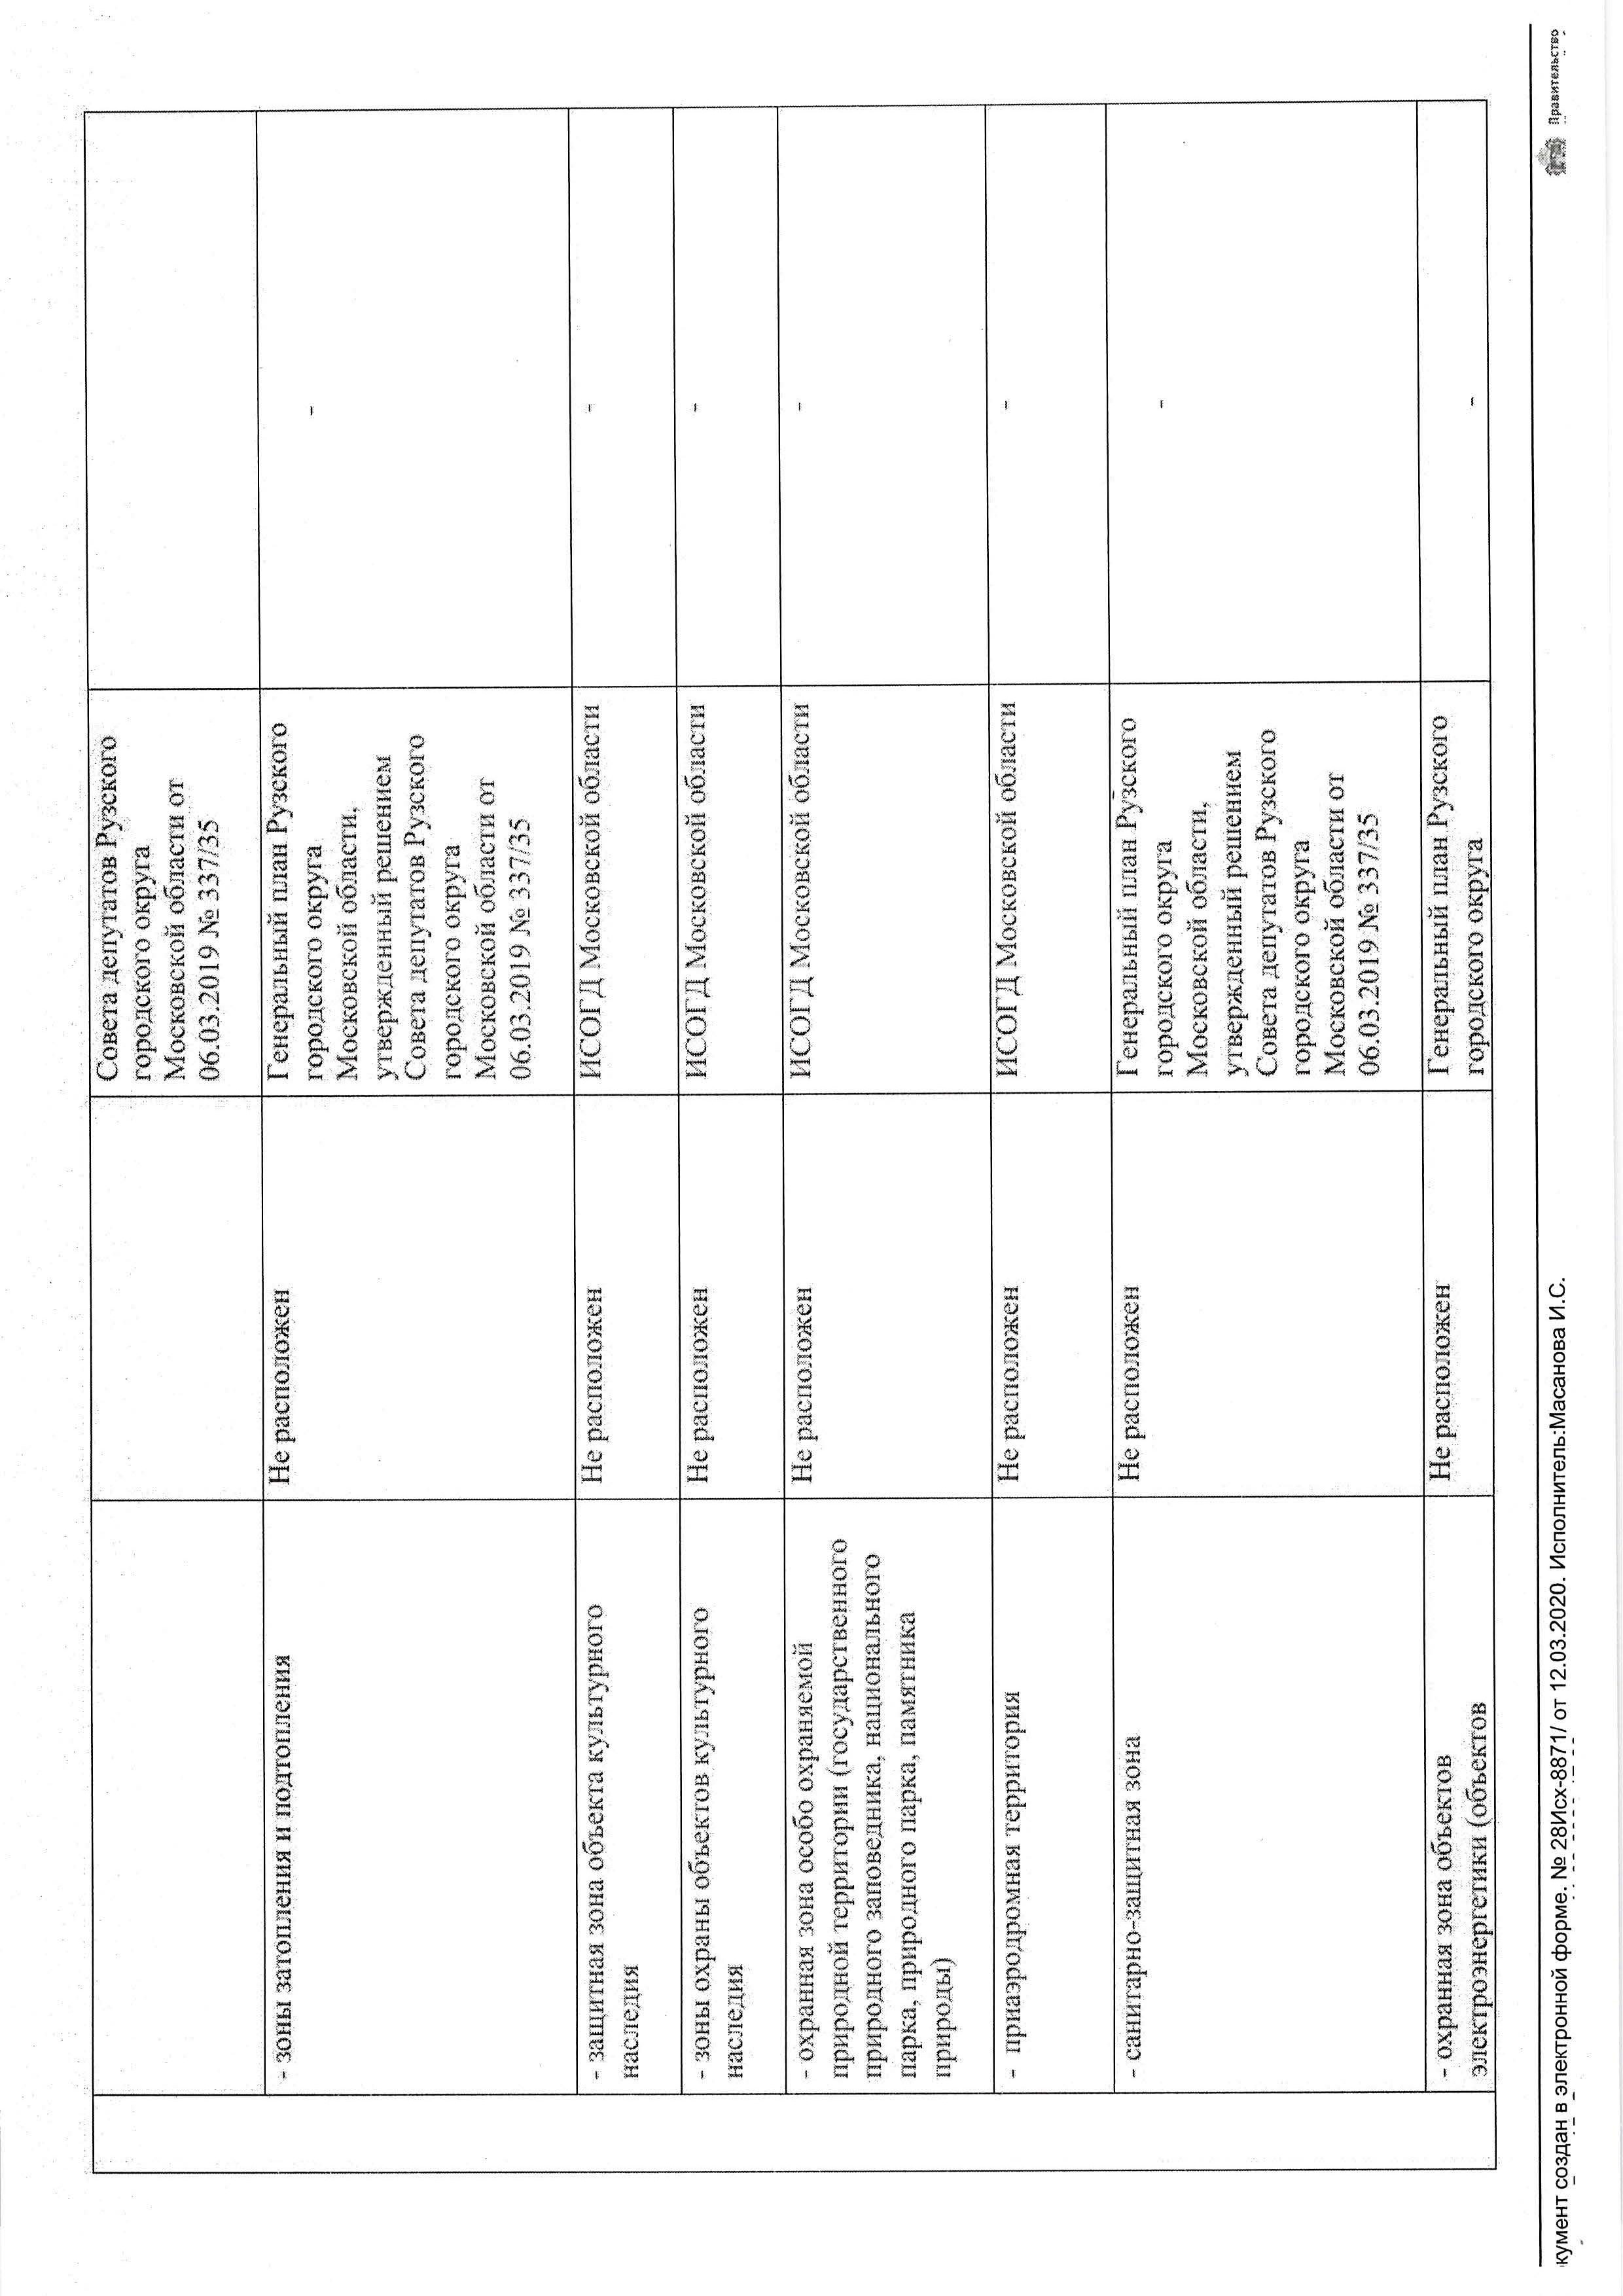 Совета депутатов Рузского
городского округа
Московской области от
06.03.2019 № 337/35
- зоны затопления и подтопления
Не расположен
Генеральный план Рузского
городского округа
Московской области,
утвержденный решением
Совета депутатов Рузского
городского округа
Московской области от
06.03.2019 № 337/35
-
- защитная зона объекта культурного
наследия
Не расположен
ИСОГД Московской области
-
- зоны охраны объектов культурного
наследия
Не расположен
ИСОГД Московской области
-
- охранная зона особо охраняемой
природной территории (государственного
природного заповедника, национального
парка, природного парка, памятника
природы)
Не расположен
ИСОГД Московской области
-
- приаэродромная территория
Не расположен
ИСОГД Московской области
-
- санитарно-защитная зона
Не расположен
Генеральный план Рузского
городского округа
Московской области,
утвержденный решением
Совета депутатов Рузского
городского округа
Московской области от
06.03.2019 № 337/35
-
- охранная зона объектов
электроэнергетики (объектов
Не расположен
Генеральный план Рузского
городского округа
-
кумент создан в электронной форме. № 28Исх-8871/ от 12.03.2020. Исполнитель:Масанова И.С.
Правительство